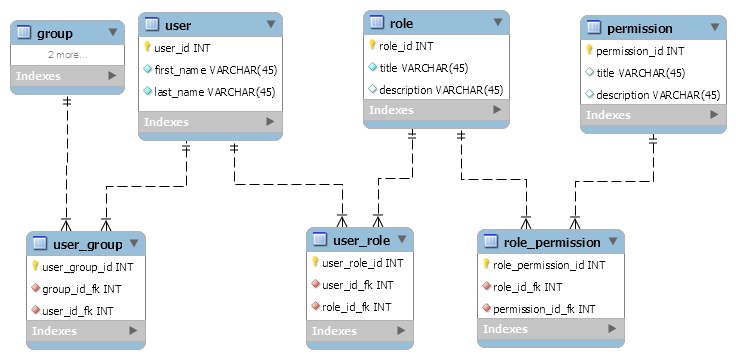 group
2 more...
Indexes
user
user_id INT
first_name VARCHAR(45)
last_name VARCHAR(45)
Indexes
role
role_id INT
title VARCHAR(45)
description VARCHAR(45)
Indexes
permission
permission_id INT
title VARCHAR(45)
description VARCHAR(45)
Indexes
user_group
user_group_id INT
group_id_fk INT
user_id_fk INT
Indexes
user_role
user_role_id INT
user_id_fk INT
role_id_fk INT
Indexes
role_permission
role_permission_id INT
role_id_fk INT
permission_id_fk INT
Indexes